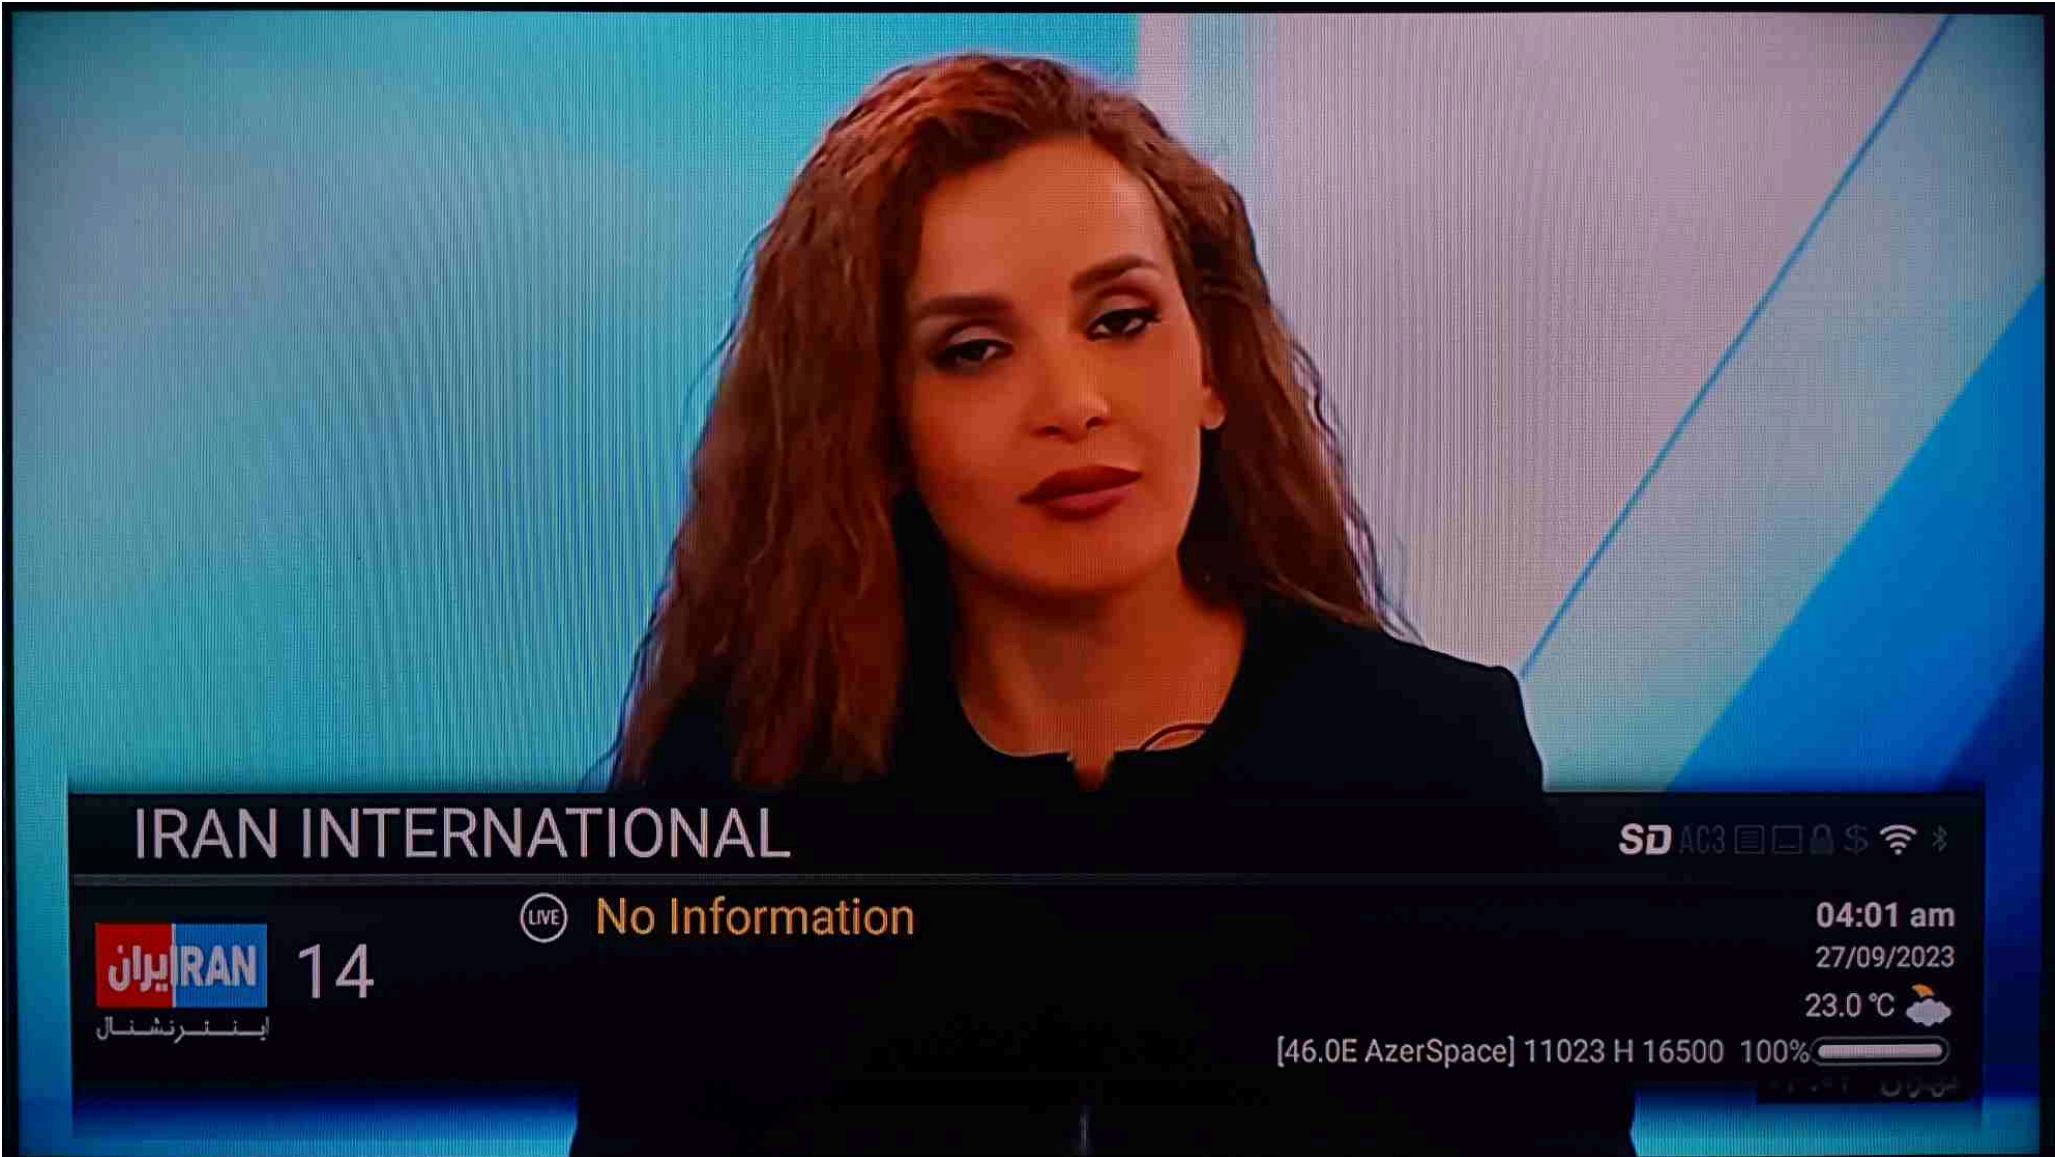 IRAN INTERNATIONAL
SD AC3 $
LIVE No Information
04:01 am
ایران IRAN
14
27/09/2023
اینترنشنال
23.0 °C
[46.0E AzerSpace] 11023 H 16500 100%